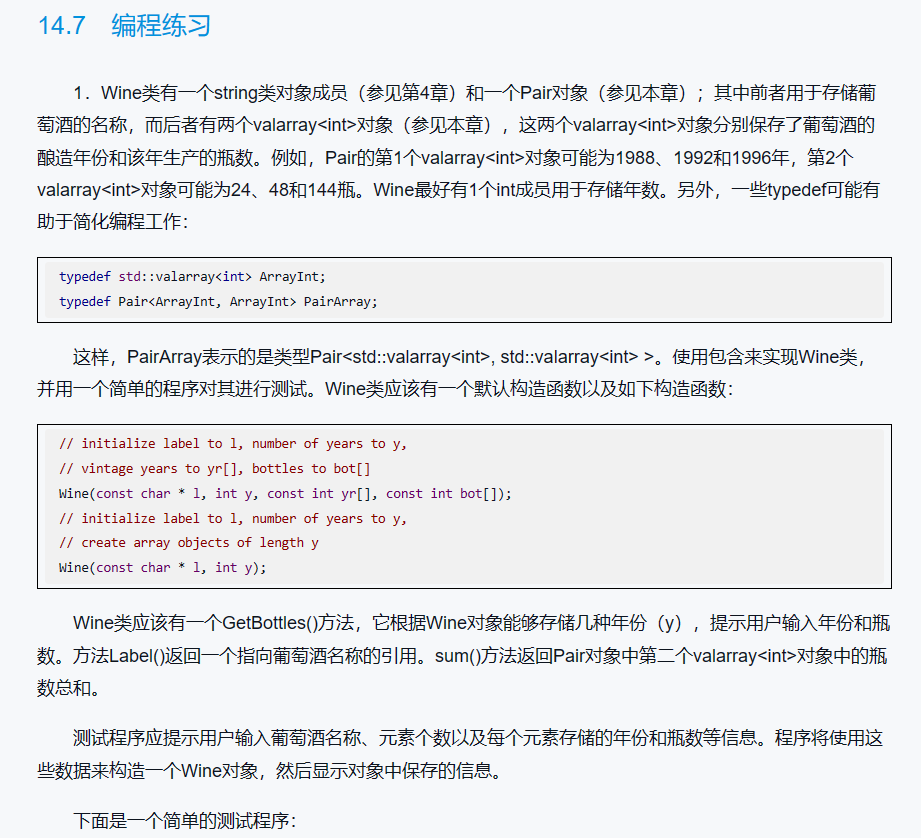 14.7 编程练习
1．Wine类有一个string类对象成员（参见第4章）和一个Pair对象（参见本章）；其中前者用于存储葡
萄酒的名称，而后者有两个valarray<int>对象（参见本章），这两个valarray<int>对象分别保存了葡萄酒的
酿造年份和该年生产的瓶数。例如，Pair的第1个valarray<int>对象可能为1988、1992和1996年，第2个
valarray<int>对象可能为24、48和144瓶。Wine最好有1个int成员用于存储年数。另外，一些typedef可能有
助于简化编程工作：
typedef std::valarray<int> ArrayInt;
typedef Pair<ArrayInt, ArrayInt> PairArray;
这样，PairArray表示的是类型Pair<std::valarray<int>, std::valarray<int> >。使用包含来实现Wine类，
并用一个简单的程序对其进行测试。Wine类应该有一个默认构造函数以及如下构造函数：
// initialize label to l, number of years to y,
// vintage years to yr[], bottles to bot[]
Wine(const char * l, int y, const int yr[], const int bot[]);
// initialize label to l, number of years to y,
// create array objects of length y
Wine(const char * l, int y);
Wine类应该有一个GetBottles()方法，它根据Wine对象能够存储几种年份（y），提示用户输入年份和瓶
数。方法Label()返回一个指向葡萄酒名称的引用。sum()方法返回Pair对象中第二个valarray<int>对象中的瓶
数总和。
测试程序应提示用户输入葡萄酒名称、元素个数以及每个元素存储的年份和瓶数等信息。程序将使用这
些数据来构造一个Wine对象，然后显示对象中保存的信息。
下面是一个简单的测试程序：